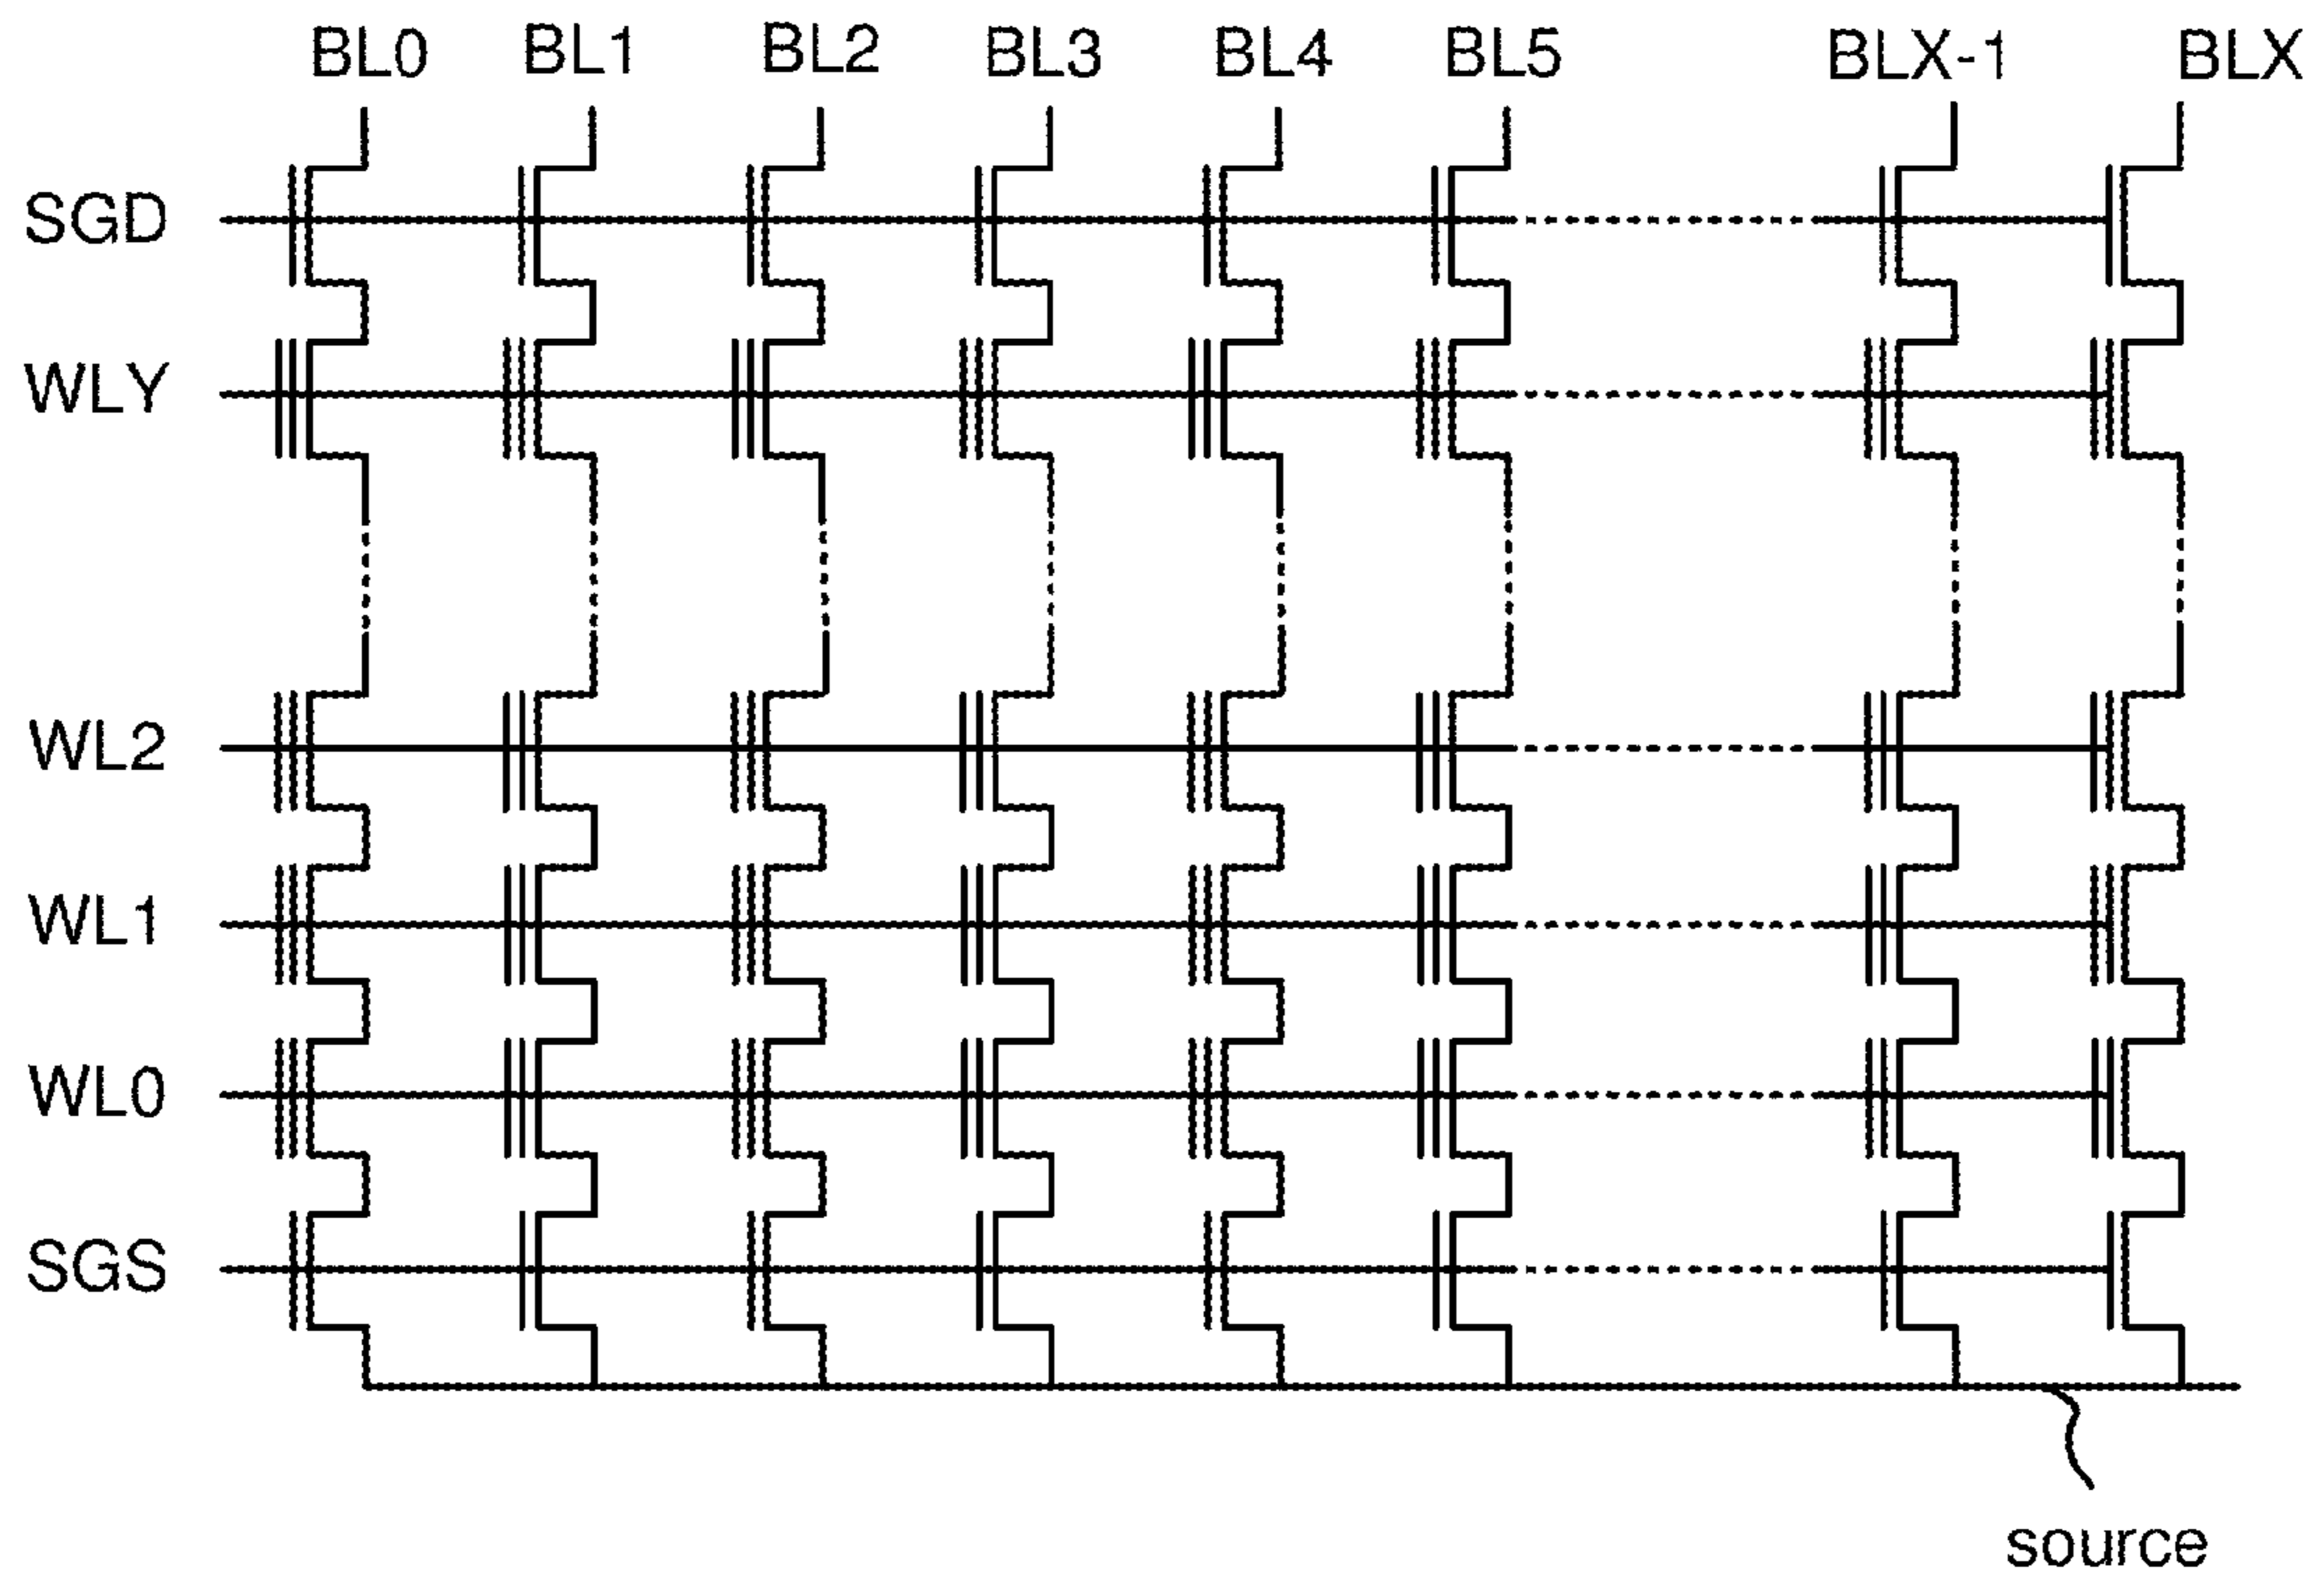 BL0 BL1 BL2 BL3 BL4 BL5 BLX-1 BLX
SGD
WLY
WL2
WL1
WL0
SGS
source